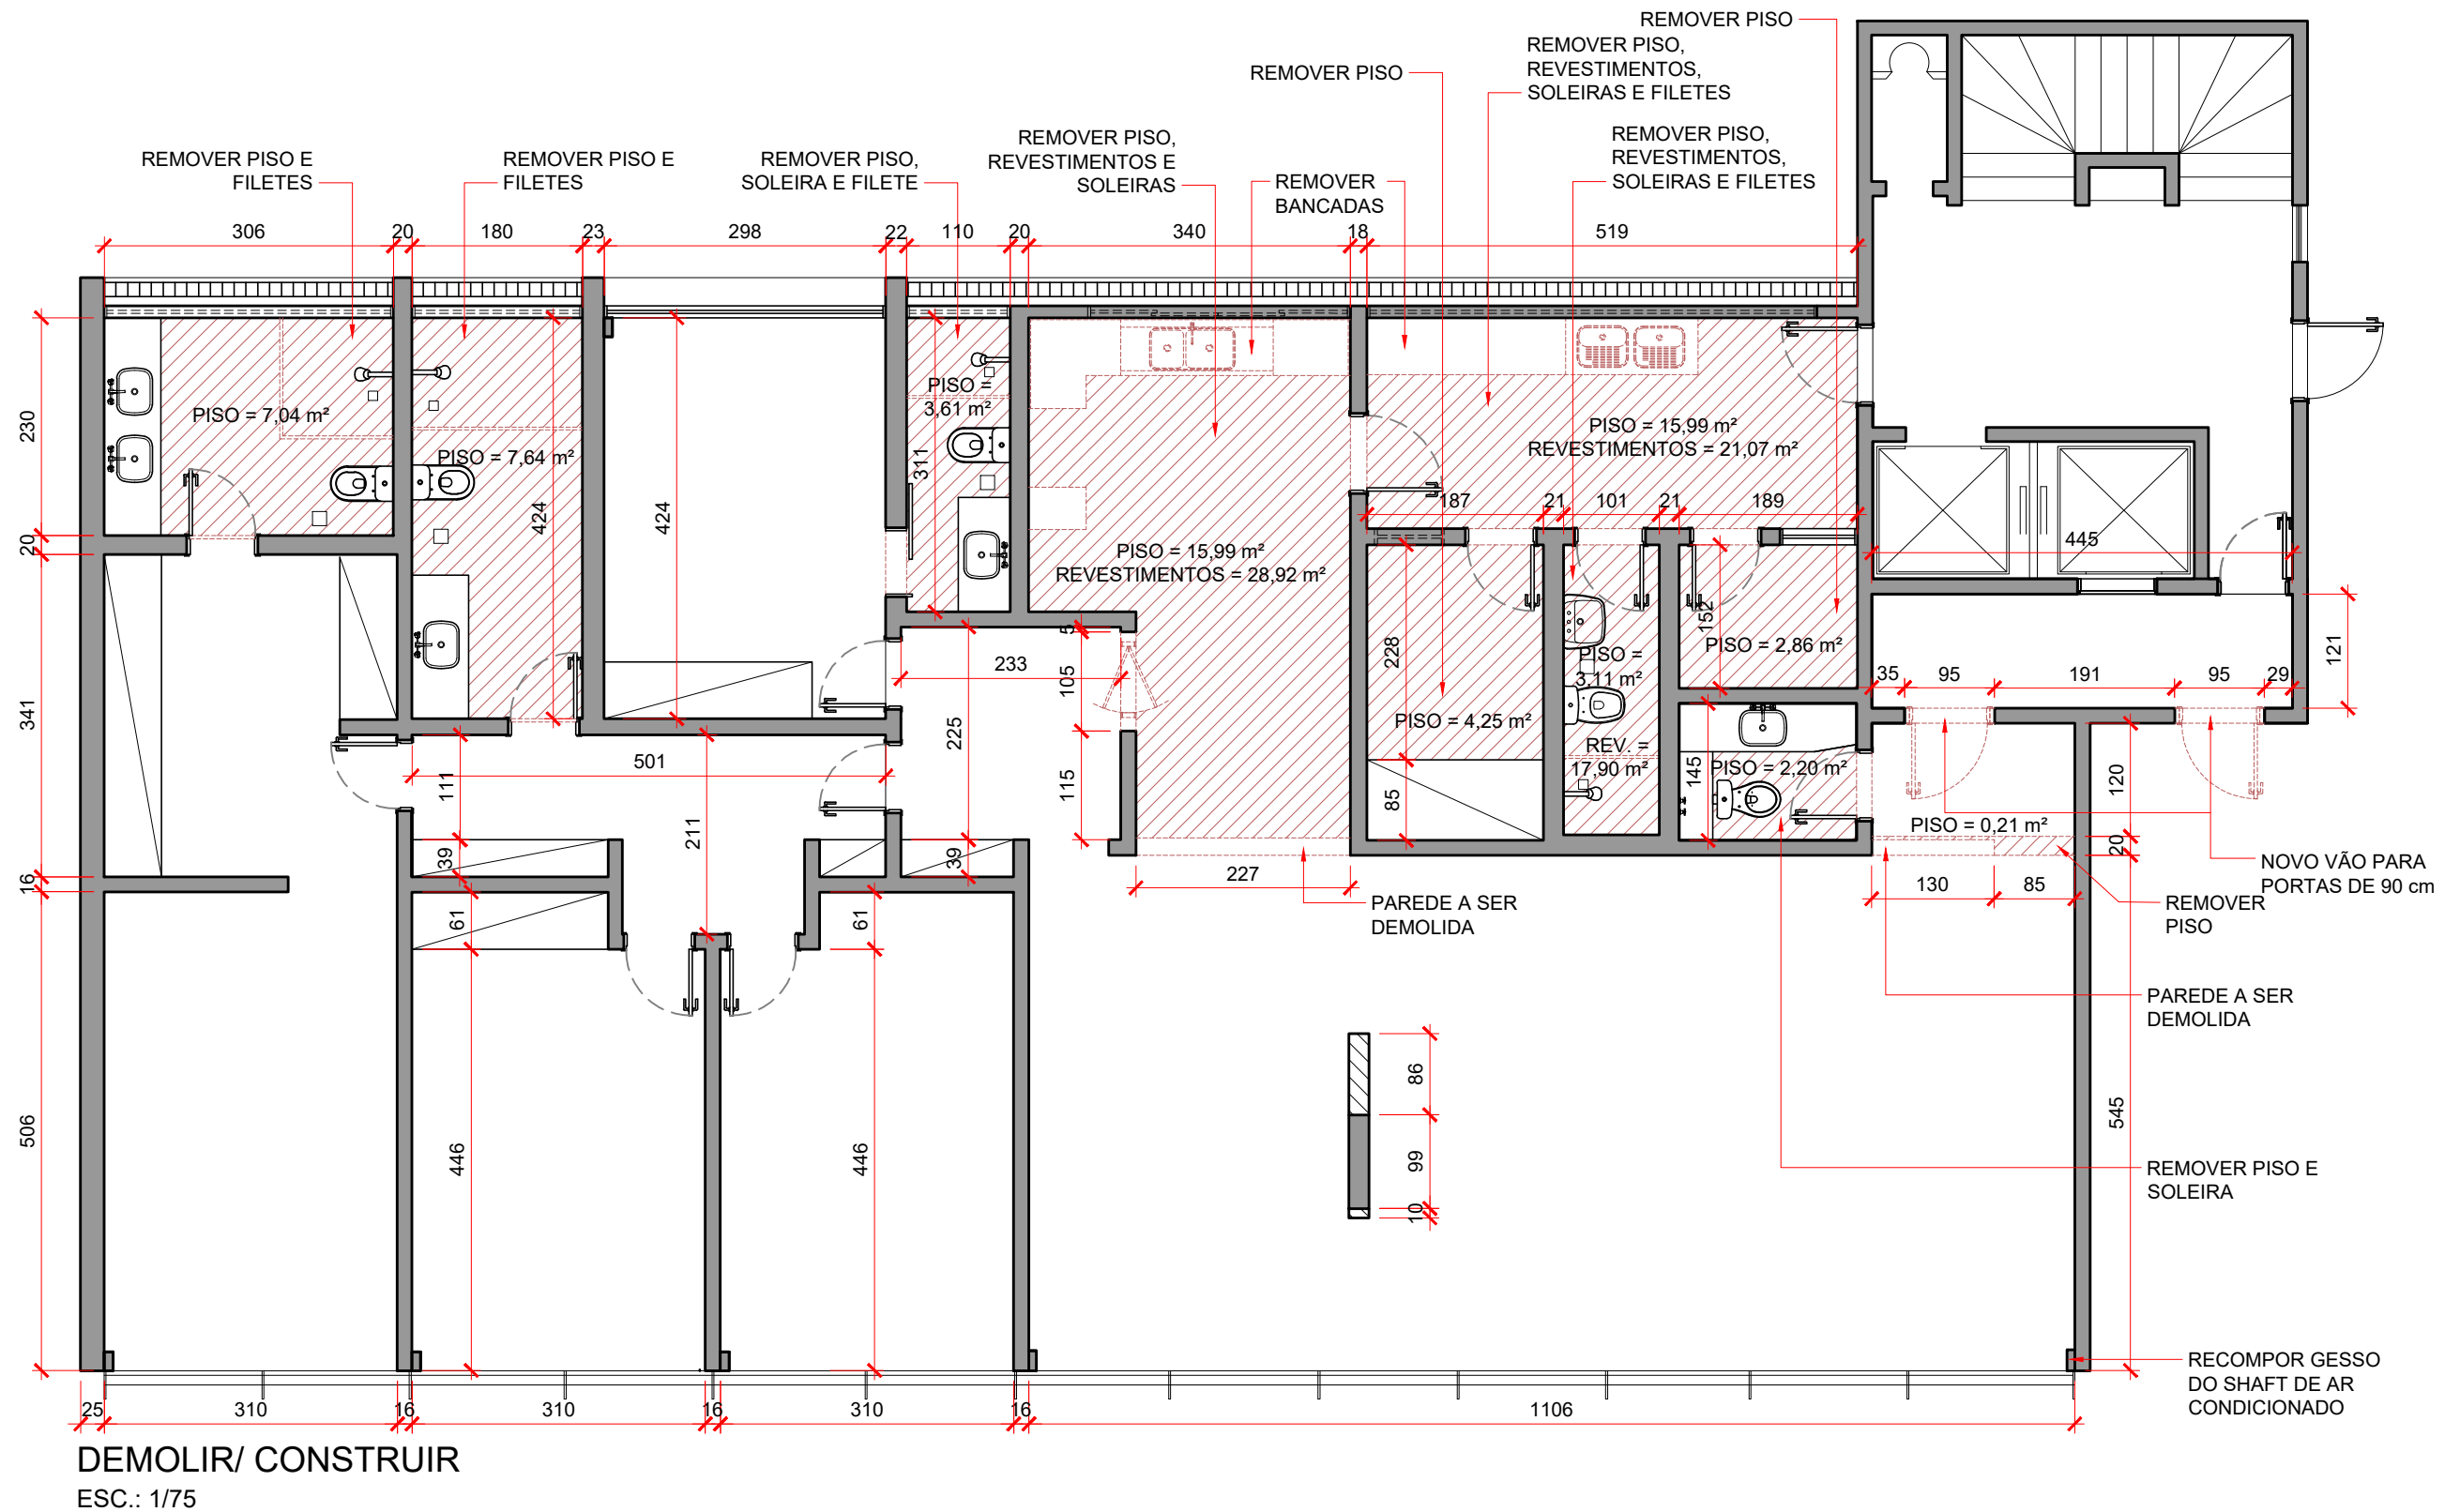 REMOVER PISO
REMOVER PISO,
REVESTIMENTOS,
SOLEIRAS E FILETES
REMOVER PISO
REMOVER PISO,
REVESTIMENTOS,
SOLEIRAS E FILETES
REMOVER PISO,
REVESTIMENTOS E
SOLEIRAS
REMOVER PISO E
FILETES
REMOVER PISO E
FILETES
REMOVER PISO,
SOLEIRA E FILETE
REMOVER
BANCADAS
306
20
180
23
298
22
110
20
340
18
519
230
20
341
16
506
PISO = 7,04 m²
PISO = 7,64 m²
424
424
PISO =
3,61 m²
311
PISO = 15,99 m²
REVESTIMENTOS = 28,92 m²
PISO = 15,99 m²
REVESTIMENTOS = 21,07 m²
187
21
101
21
189
445
121
228
85
PISO = 4,25 m²
PISO =
3,11 m²
REV. =
17,90 m²
152
PISO = 2,86 m²
145
PISO = 2,20 m²
35
95
191
95
29
5
105
115
233
225
39
501
111
39
211
61
61
446
446
227
PISO = 0,21 m²
120
20
545
130
85
NOVO VÃO PARA
PORTAS DE 90 cm
REMOVER
PISO
PAREDE A SER
DEMOLIDA
PAREDE A SER
DEMOLIDA
86
99
10
REMOVER PISO E
SOLEIRA
RECOMPOR GESSO
DO SHAFT DE AR
CONDICIONADO
25
310
16
310
16
310
16
1106
DEMOLIR/ CONSTRUIR
ESC.: 1/75